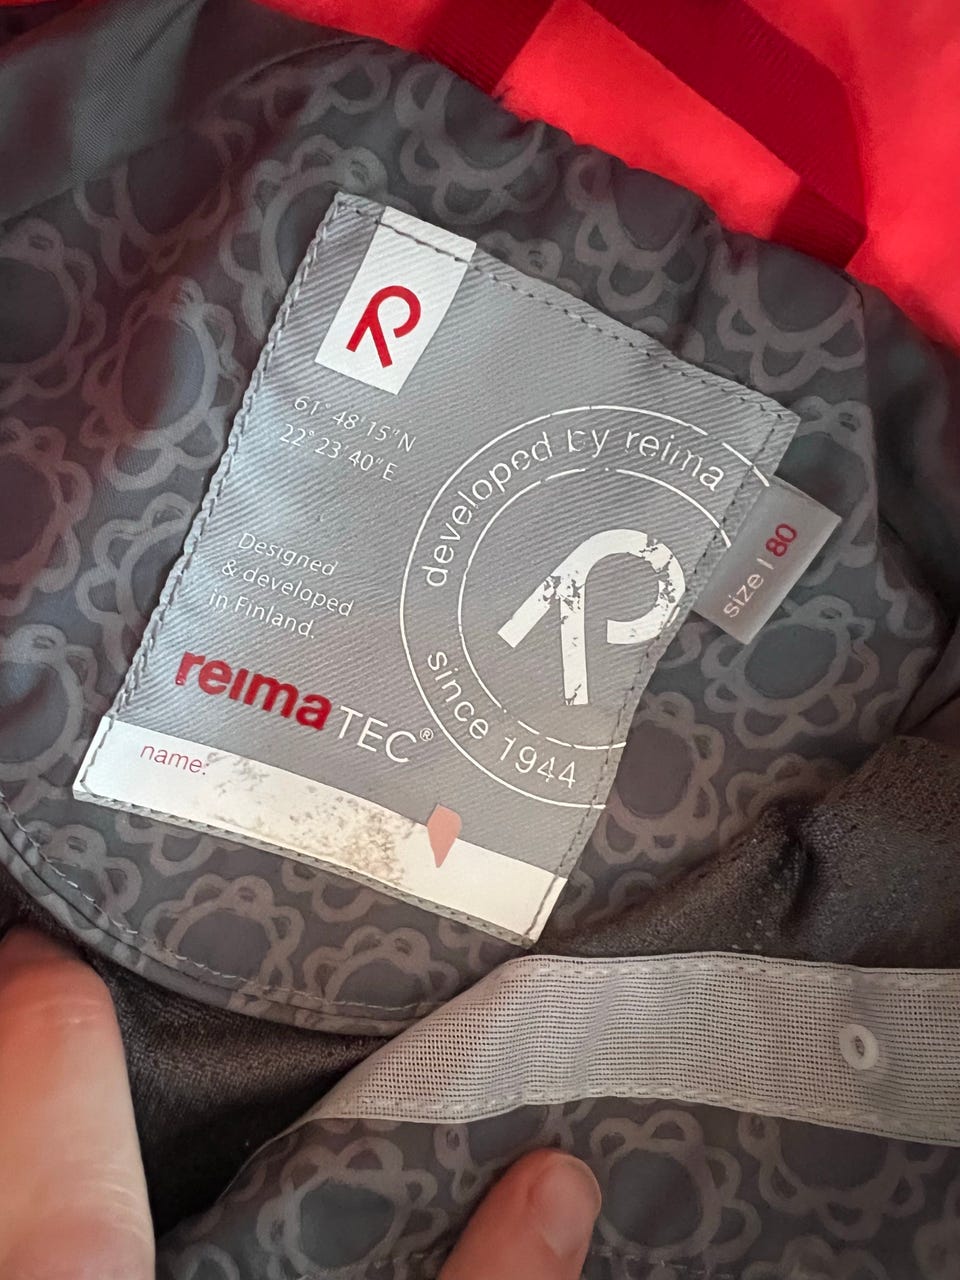 61°48'15"N
22°23'40"E
developed by reima
since 1944
size | 80
Designed
& developed
in Finland.
reimaTEC®
name: